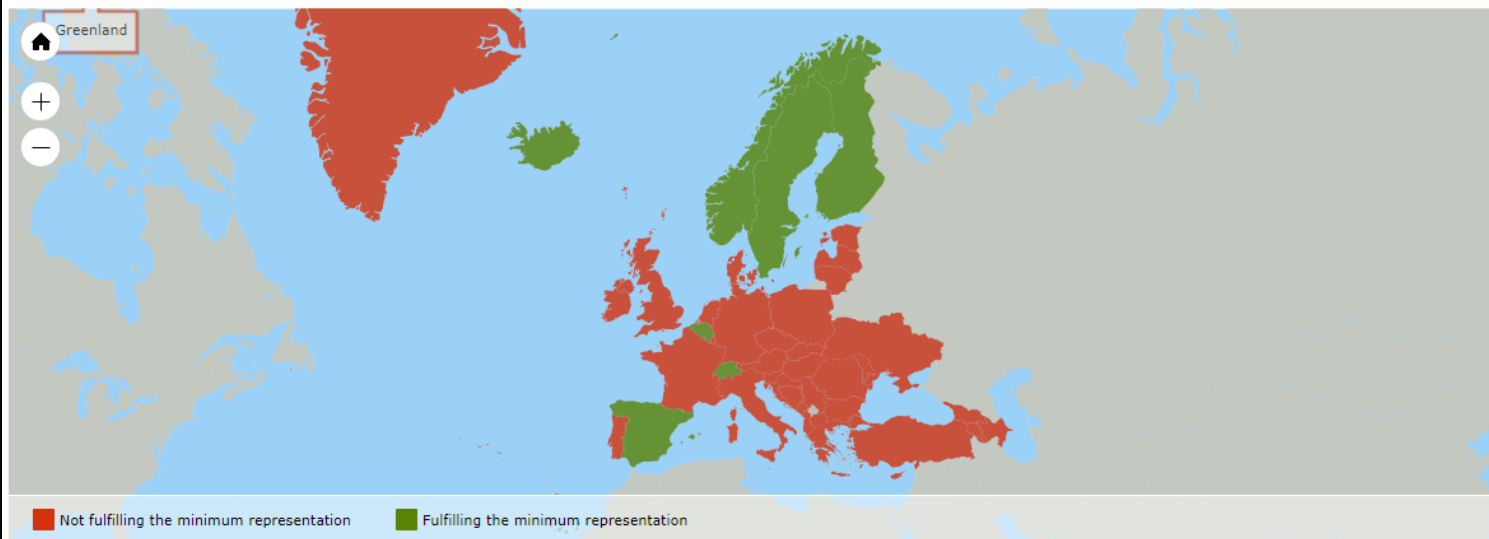 Greenland
Not fulfilling the minimum representation
Fulfilling the minimum representation